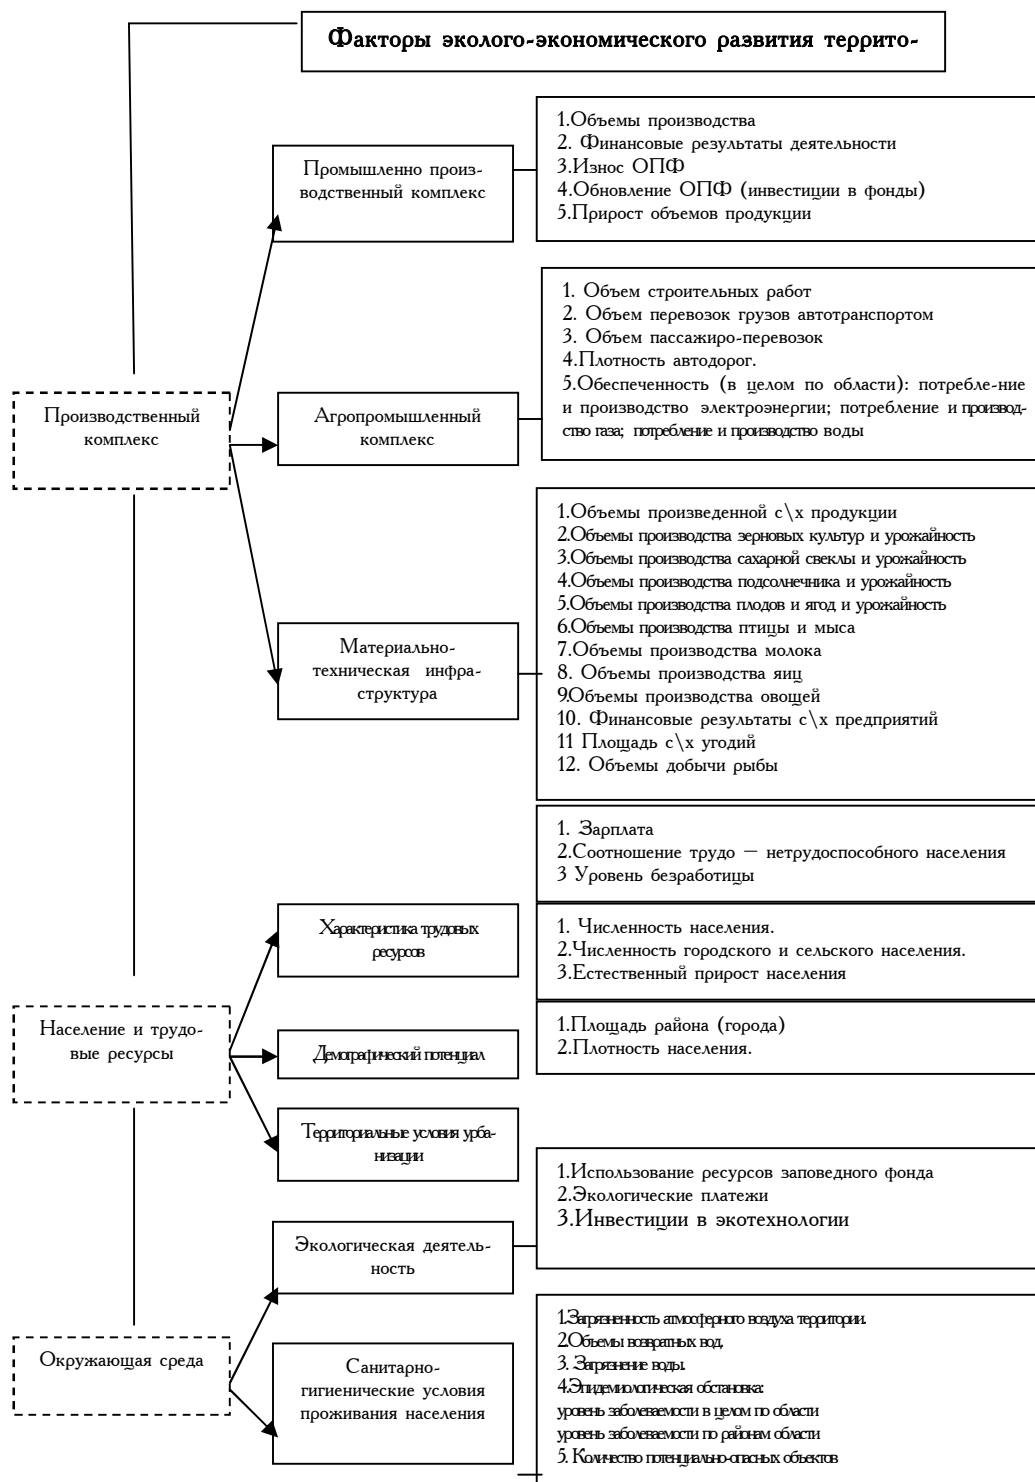 Факторы эколого-экономического развития террито-
1.Объемы производства
2. Финансовые результаты деятельности
3.Износ ОПФ
4.Обновление ОПФ (инвестиции в фонды)
5.Прирост объемов продукции
Промышленно произ-
водственный комплекс
1. Объем строительных работ
2. Объем перевозок грузов автотранспортом
3. Объем пассажиро-перевозок
4.Плотность автодорог.
5.Обеспеченность (в целом по области): потребле-ние
и производство электроэнергии; потребление и производ-
ство газа; потребление и производство воды
Производственный
комплекс
Агропромышленный
комплекс
1.Объемы произведенной с\х продукции
2.Объемы производства зерновых культур и урожайность
3.Объемы производства сахарной свеклы и урожайность
4.Объемы производства подсолнечника и урожайность
5.Объемы производства плодов и ягод и урожайность
6.Объемы производства птицы и мыса
7.Объемы производства молока
8. Объемы производства яиц
9.Объемы производства овощей
10. Финансовые результаты с\х предприятий
11 Площадь с\х угодий
12. Объемы добычи рыбы
Материально-
техническая инфра-
структура
1. Зарплата
2.Соотношение трудо – нетрудоспособного населения
3 Уровень безработицы
Характеристика трудовых
ресурсов
1. Численность населения.
2.Численность городского и сельского населения.
3.Естественный прирост населения
Население и трудо-
вые ресурсы
Демографический потенциал
1.Площадь района (города)
2.Плотность населения.
Территориальные условия урба-
низации
1.Использование ресурсов заповедного фонда
2.Экологические платежи
3.Инвестиции в экотехнологии
Экологическая деятель-
ность
Окружающая среда
Санитарно-
гигиенические условия
проживания населения
1.Загрязненность атмосферного воздуха территории.
2.Объемы возвратных вод,
3. Загрязнение воды.
4.Эпидемиологическая обстановка:
уровень заболеваемости в целом по области
уровень заболеваемости по районам области
5. Количество потенциально-опасных объектов